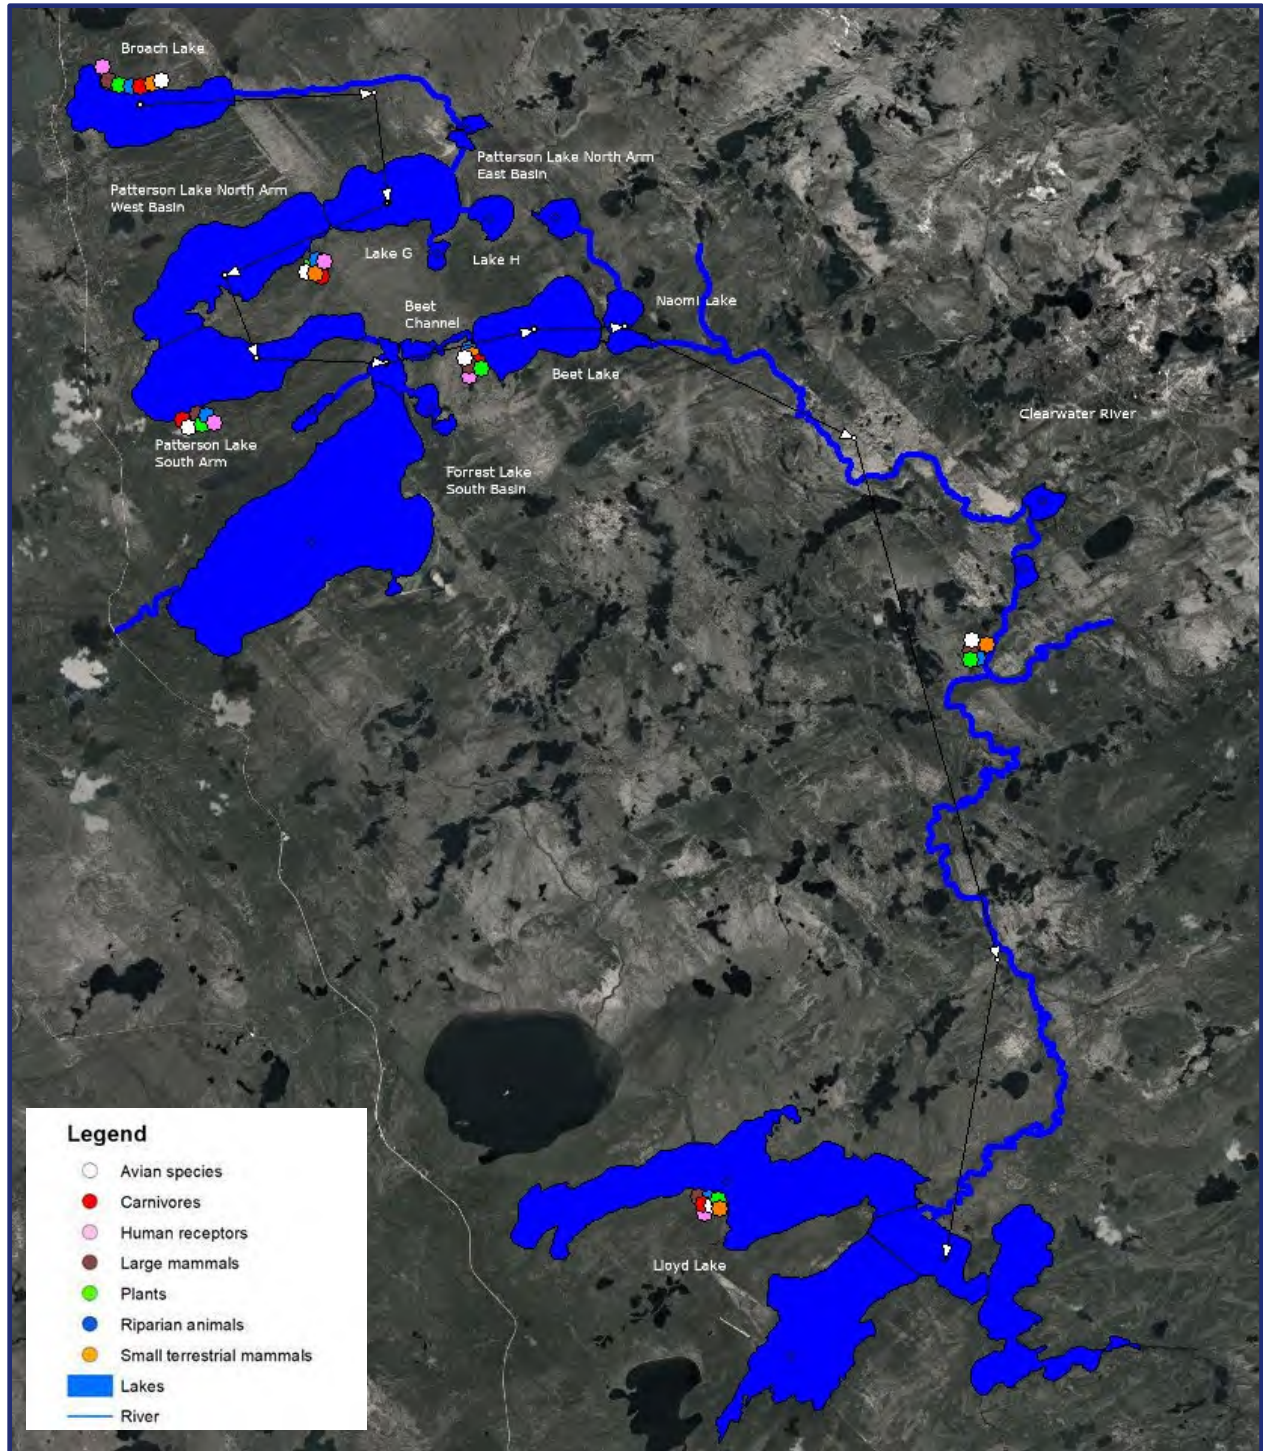 Broach Lake
Patterson Lake North Arm
East Basin
Patterson Lake North Arm
West Basin
Lake G
Lake H
Beet
Channel
Naomi Lake
Beet Lake
Clearwater River
Patterson Lake
South Arm
Forrest Lake
South Basin
Lloyd Lake
Legend
Avian species
Carnivores
Human receptors
Large mammals
Plants
Riparian animals
Small terrestrial mammals
Lakes
River